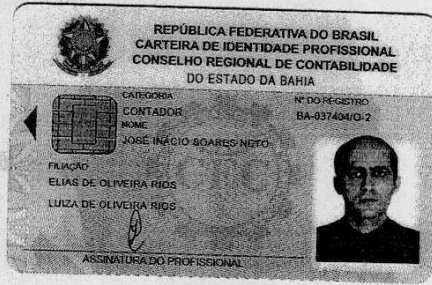 REPÚBLICA FEDERATIVA DO BRASIL
CARTEIRA DE IDENTIDADE PROFISSIONAL
CONSELHO REGIONAL DE CONTABILIDADE
DO ESTADO DA BAHIA
CATEGORIA
CONTADOR
Nº DO REGISTRO
BA-037404/O-2
NOME
JOSÉ INÁCIO SOARES NETO
FILIAÇÃO
ELIAS DE OLIVEIRA RIOS
LUIZA DE OLIVEIRA RIOS
ASSINATURA DO PROFISSIONAL